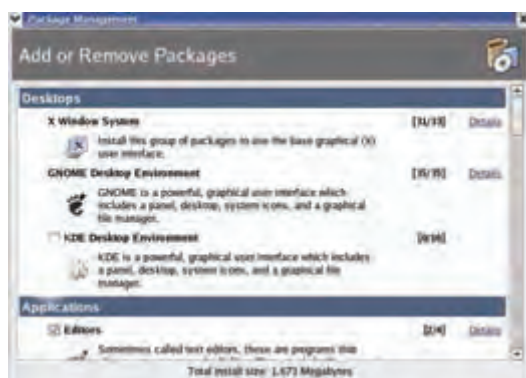 Package Management
Add or Remove Packages
Desktops
X Window System [31/33] Details
Install this group of packages to use the base graphical (X)
user interface.
GNOME Desktop Environment Details
GNOME is a powerful, graphical user interface which
includes a panel, desktop, system icons, and a graphical
file manager.
KDE Desktop Environment
KDE is a powerful, graphical user interface which includes
a panel, desktop, system icons, and a graphical file
manager.
Applications
Editors [2/4] Details
Sometimes called text editors, these are programs that
Total install size: 1,673 Megabytes